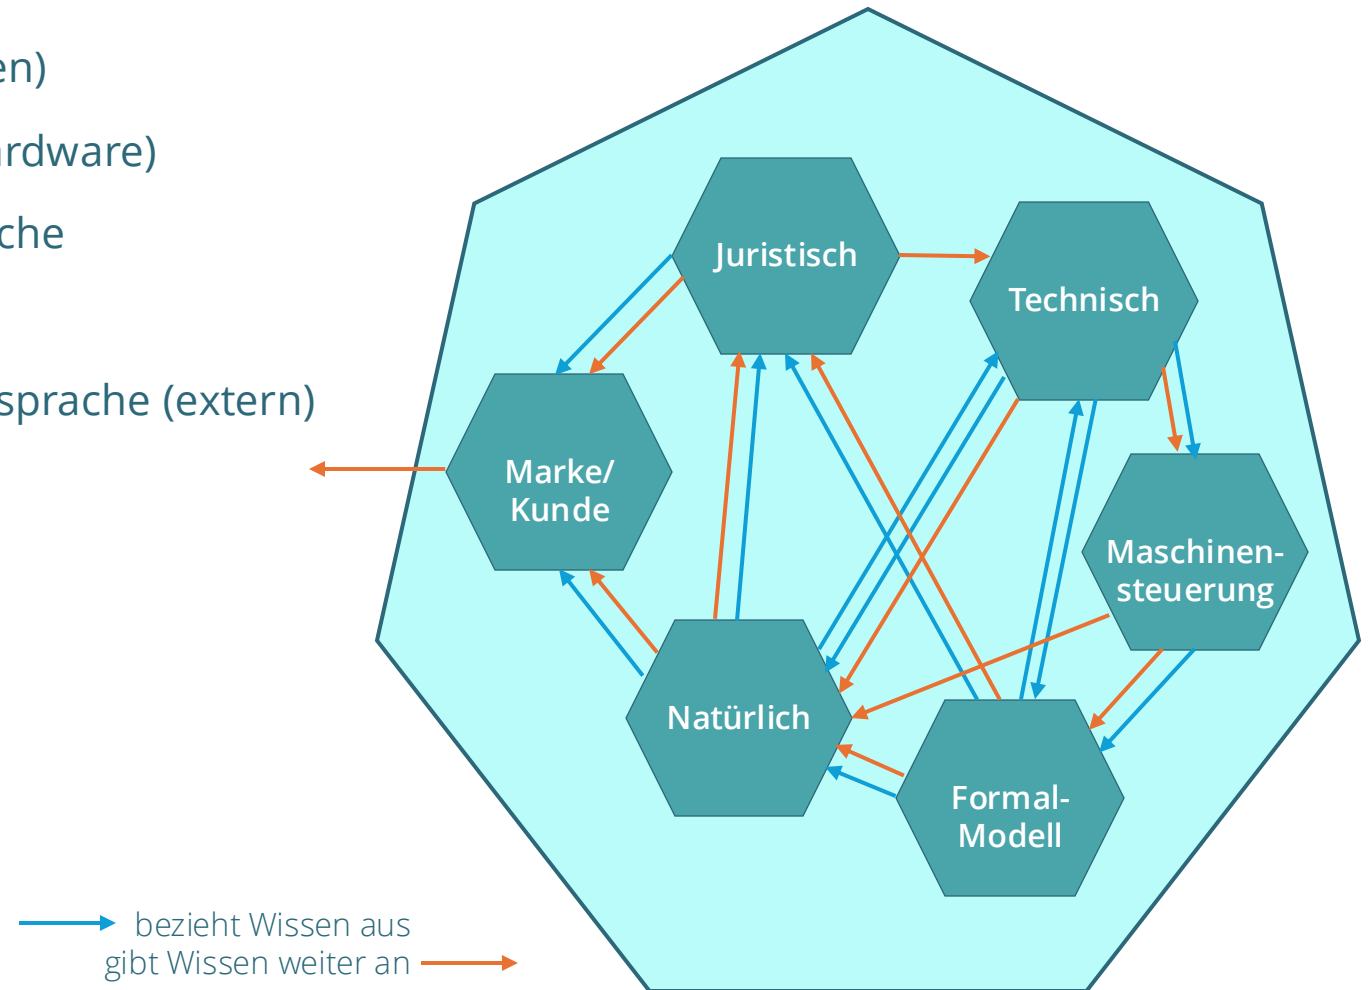 en)
ardware)
che
sprache (extern)
Juristisch
Technisch
Marke/
Kunde
Maschinen-
steuerung
Natürlich
Formal-
Modell
bezieht Wissen aus
gibt Wissen weiter an